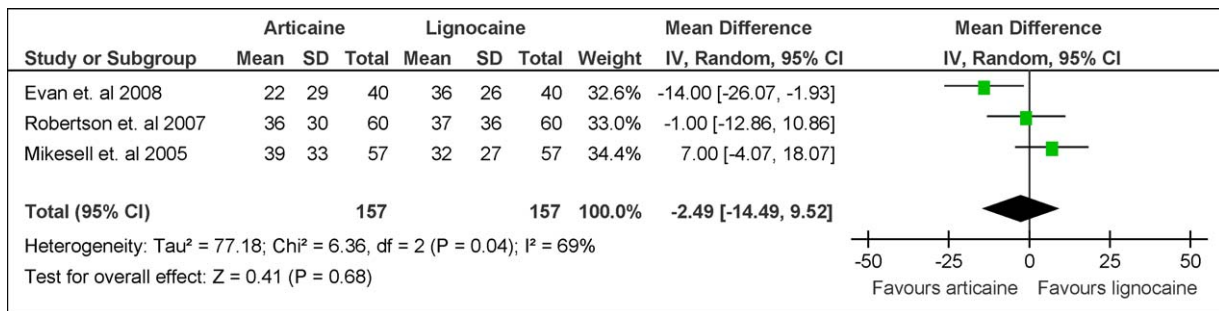 Articaine Lignocaine Mean Difference Mean Difference
Study or Subgroup Mean SD Total Mean SD Total Weight IV, Random, 95% CI IV, Random, 95% CI
Evan et. al 2008 22 29 40 36 26 40 32.6% -14.00 [-26.07, -1.93]
Robertson et. al 2007 36 30 60 37 36 60 33.0% -1.00 [-12.86, 10.86]
Mikesell et. al 2005 39 33 57 32 27 57 34.4% 7.00 [-4.07, 18.07]
Total (95% CI) 157 157 100.0% -2.49 [-14.49, 9.52]
Heterogeneity: Tau² = 77.18; Chi² = 6.36, df = 2 (P = 0.04); I² = 69%
Test for overall effect: Z = 0.41 (P = 0.68)
-50 -25 0 25 50
Favours articaine Favours lignocaine